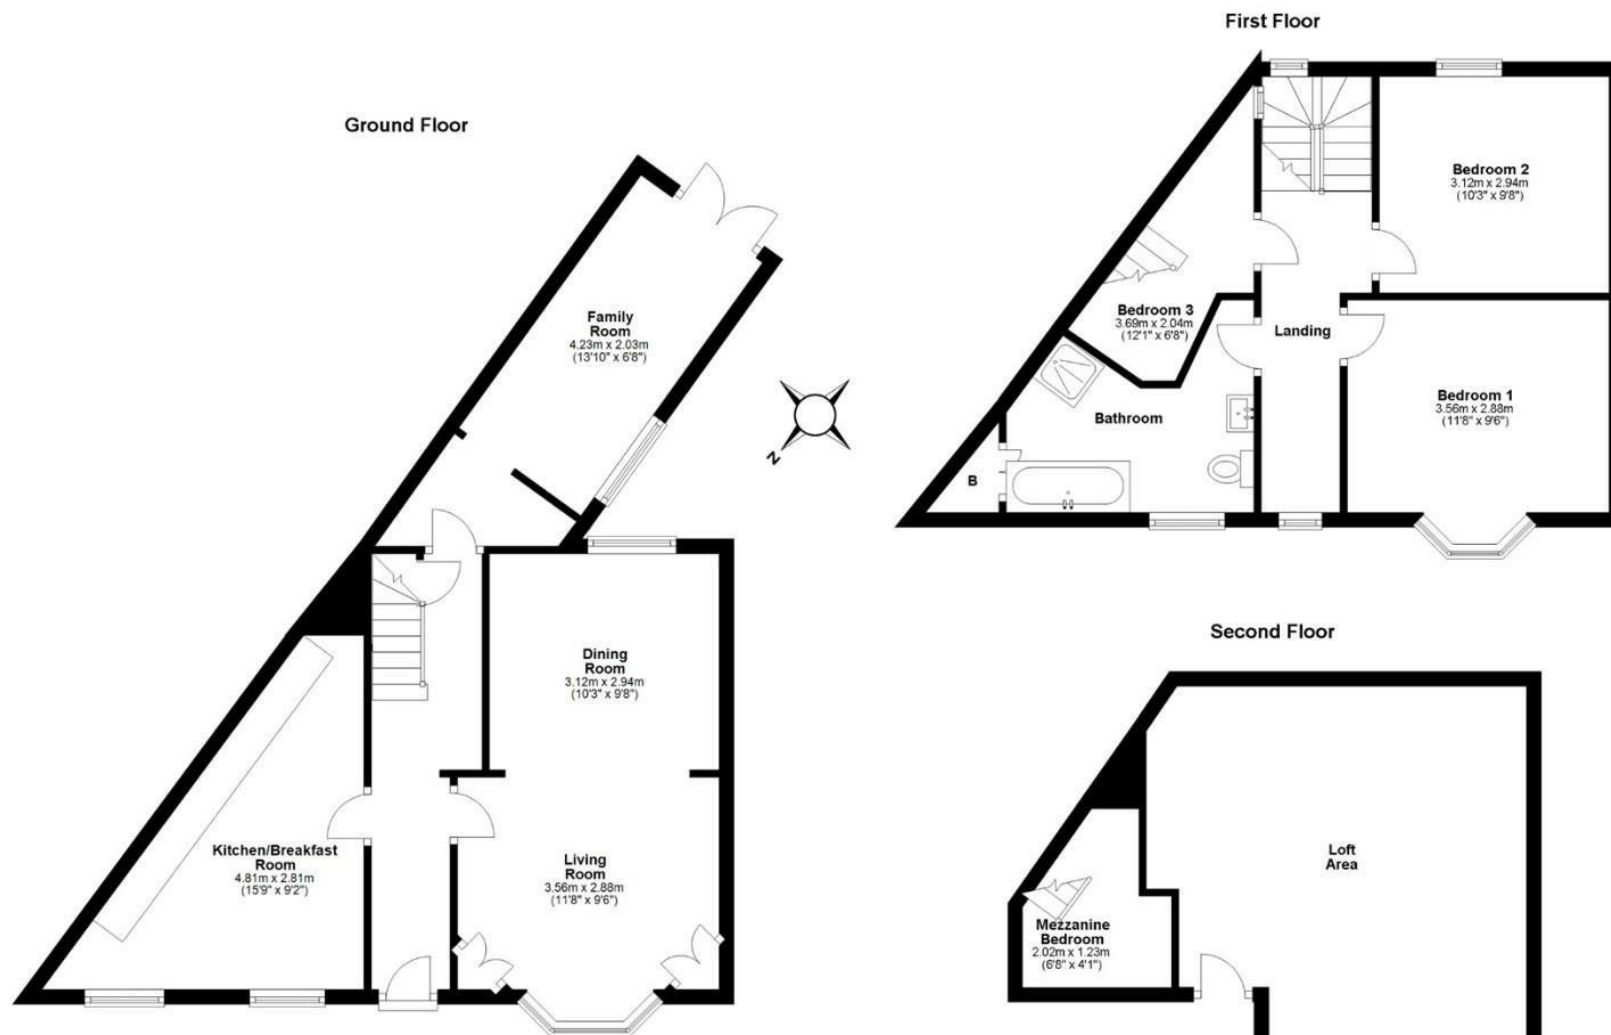 Ground Floor
Family
Room
4.23m x 2.03m
(13'10" x 6'8")
N
Dining
Room
3.12m x 2.94m
(10'3" x 9'8")
Kitchen/Breakfast
Room
4.81m x 2.81m
(15'9" x 9'2")
Living
Room
3.56m x 2.88m
(11'8" x 9'6")
First Floor
Bedroom 2
3.12m x 2.94m
(10'3" x 9'8")
Bedroom 3
3.69m x 2.04m
(12'1" x 6'8")
Landing
Bedroom 1
3.56m x 2.88m
(11'8" x 9'6")
Bathroom
B
Second Floor
Loft
Area
Mezzanine
Bedroom
2.02m x 1.23m
(6'8" x 4'1")